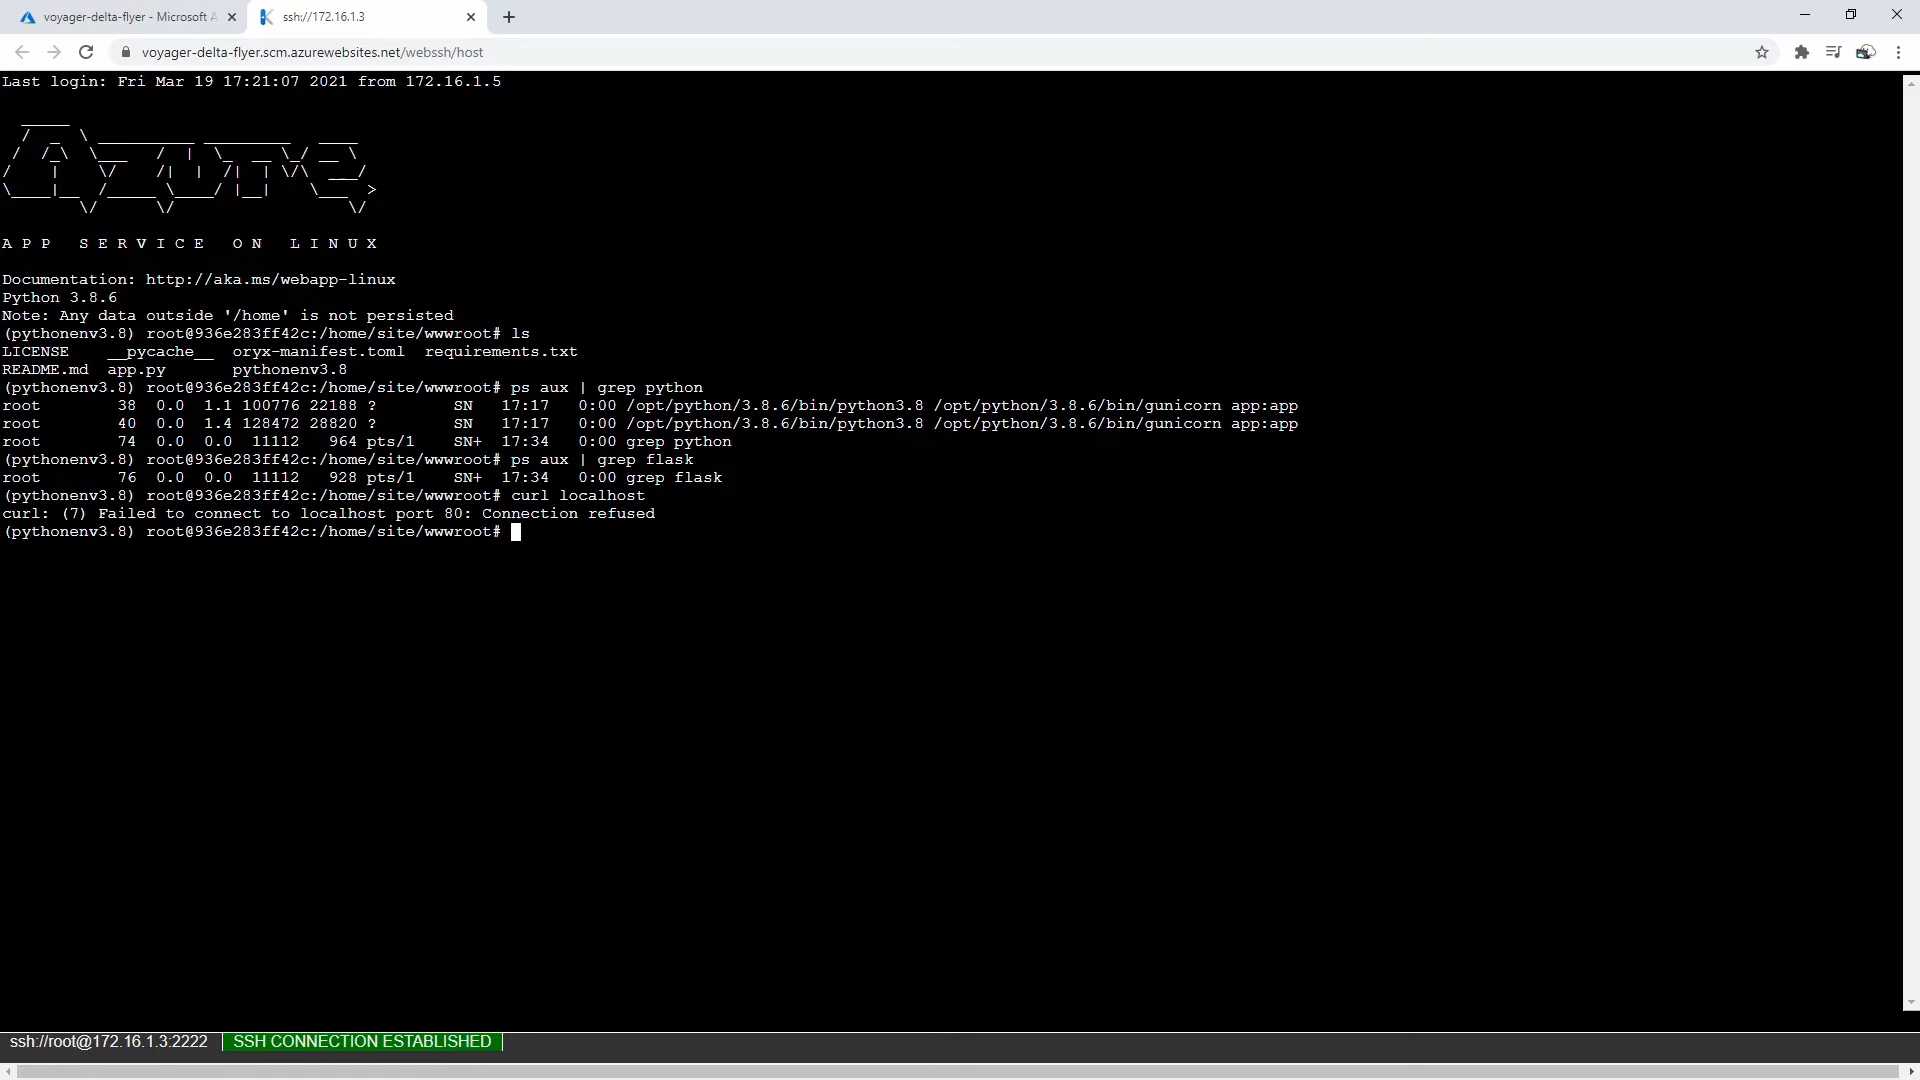 voyager-delta-flyer - Microsoft A
ssh://172.16.1.3
voyager-delta-flyer.scm.azurewebsites.net/webssh/host
Last login: Fri Mar 19 17:21:07 2021 from 172.16.1.5
Azure
A P P   S E R V I C E   O N   L I N U X
Documentation: http://aka.ms/webapp-linux
Python 3.8.6
Note: Any data outside '/home' is not persisted
(pythonenv3.8) root@936e283ff42c:/home/site/wwwroot# ls
LICENSE    __pycache__  oryx-manifest.toml  requirements.txt
README.md  app.py       pythonenv3.8
(pythonenv3.8) root@936e283ff42c:/home/site/wwwroot# ps aux | grep python
root        38  0.0  1.1 100776 22188 ?        SN   17:17   0:00 /opt/python/3.8.6/bin/python3.8 /opt/python/3.8.6/bin/gunicorn app:app
root        40  0.0  1.4 128472 28820 ?        SN   17:17   0:00 /opt/python/3.8.6/bin/python3.8 /opt/python/3.8.6/bin/gunicorn app:app
root        74  0.0  0.0  11112   964 pts/1    SN+  17:34   0:00 grep python
(pythonenv3.8) root@936e283ff42c:/home/site/wwwroot# ps aux | grep flask
root        76  0.0  0.0  11112   928 pts/1    SN+  17:34   0:00 grep flask
(pythonenv3.8) root@936e283ff42c:/home/site/wwwroot# curl localhost
curl: (7) Failed to connect to localhost port 80: Connection refused
(pythonenv3.8) root@936e283ff42c:/home/site/wwwroot#
ssh://root@172.16.1.3:2222 | SSH CONNECTION ESTABLISHED